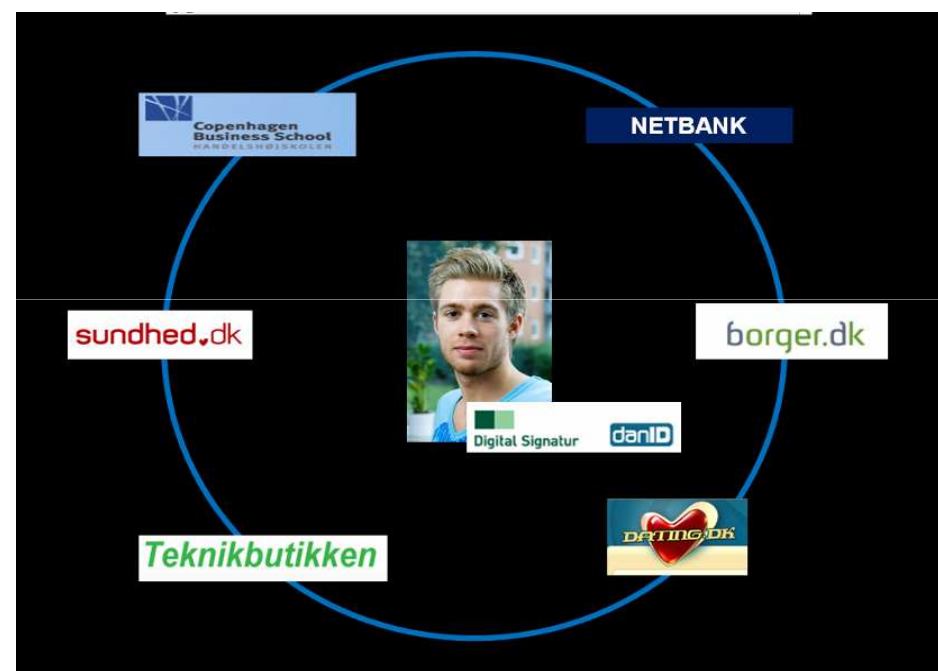 Copenhagen
Business School
HANDELSHØJSKOLEN
NETBANK
sundhed.dk
borger.dk
Digital Signatur
danID
Teknikbutikken
DATING.DK